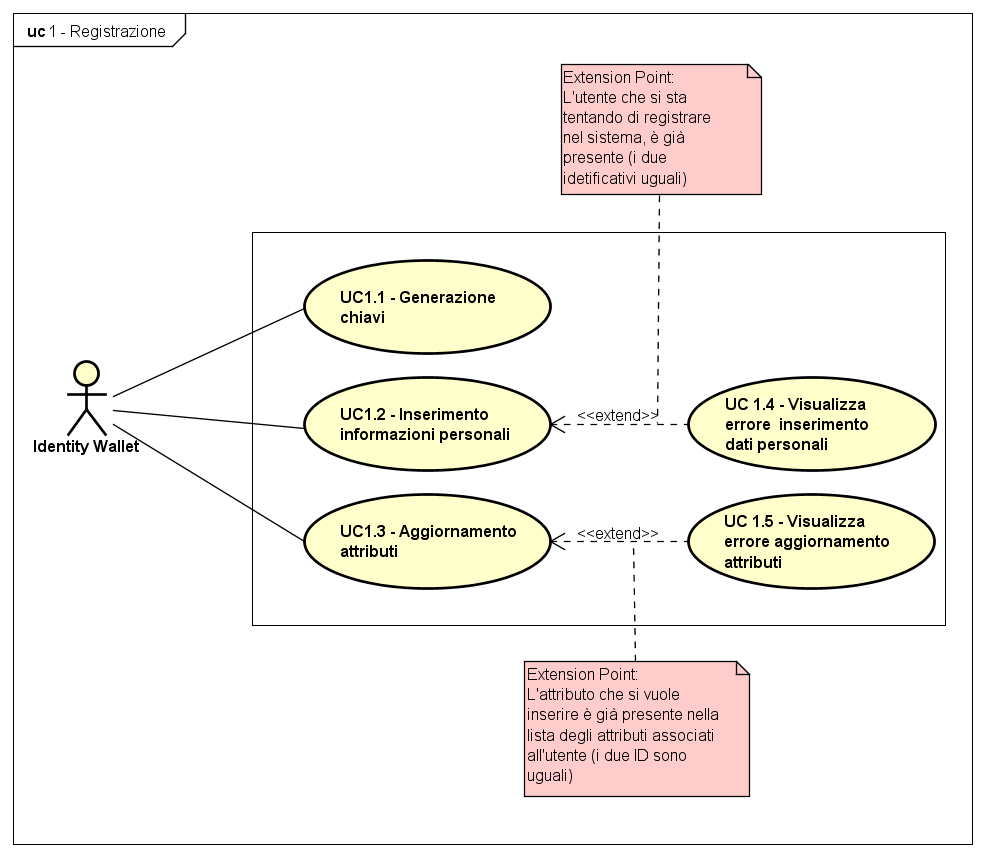 uc 1 - Registrazione
Extension Point:
L'utente che si sta
tentando di registrare
nel sistema, è già
presente (i due
idetificativi uguali)
UC1.1 - Generazione
chiavi
Identity Wallet
UC1.2 - Inserimento
informazioni personali
<<extend>>
UC 1.4 - Visualizza
errore inserimento
dati personali
UC1.3 - Aggiornamento
attributi
<<extend>>
UC 1.5 - Visualizza
errore aggiornamento
attributi
Extension Point:
L'attributo che si vuole
inserire è già presente nella
lista degli attributi associati
all'utente (i due ID sono
uguali)